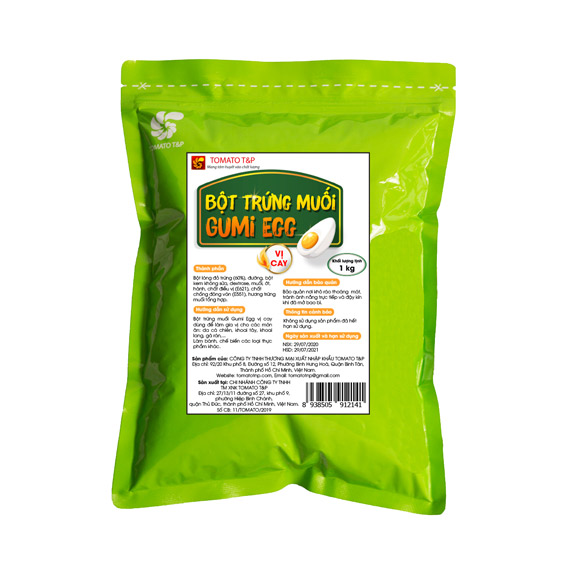 TOMATO T&P
TOMATO T&P
BỘT TRỨNG MUỐI
GUMI EGG
VỊ
CAY
Khối lượng tịnh
1 kg
Thành phần
Bột lòng đỏ trứng (60%), đường, bột
kem không sữa, dextrose, muối, ớt,
hành, chất điều vị (E621), chất
chống đông vón (E551), hương trứng
muối tổng hợp.
Hướng dẫn sử dụng
Bột trứng muối Gumi Egg vị cay
dùng để làm gia vị cho các món
ăn: da cá chiên, khoai tây, khoai
lang, gà rán...
Làm bánh, chế biến các loại thực
phẩm khác.
Hướng dẫn bảo quản
Bảo quản nơi khô ráo thoáng mát,
tránh ánh nắng trực tiếp và đậy kín
khi đã mở bao bì.
Thông tin cảnh báo
Không sử dụng sản phẩm đã hết
hạn sử dụng.
Ngày sản xuất và hạn sử dụng
NSX: 29/07/2020
HSD: 29/07/2021
Sản phẩm của: CÔNG TY TNHH THƯƠNG MẠI XUẤT NHẬP KHẨU TOMATO T&P
Địa chỉ: 92/20 Khu phố 8, Đường số 12, Phường Bình Hưng Hoà, Quận Bình Tân,
Thành phố Hồ Chí Minh, Việt Nam.
Website: tomatotnp.com, Email: tomatotnp@gmail.com
Sản xuất tại: CHI NHÁNH CÔNG TY TNHH
TM XNK TOMATO T&P
Địa chỉ: 27/13/11 đường số 27, khu phố 9,
phường Hiệp Bình Chánh,
quận Thủ Đức, thành phố Hồ Chí Minh, Việt Nam.
Số CB: 11/TOMATO/2019
8 938505 912141